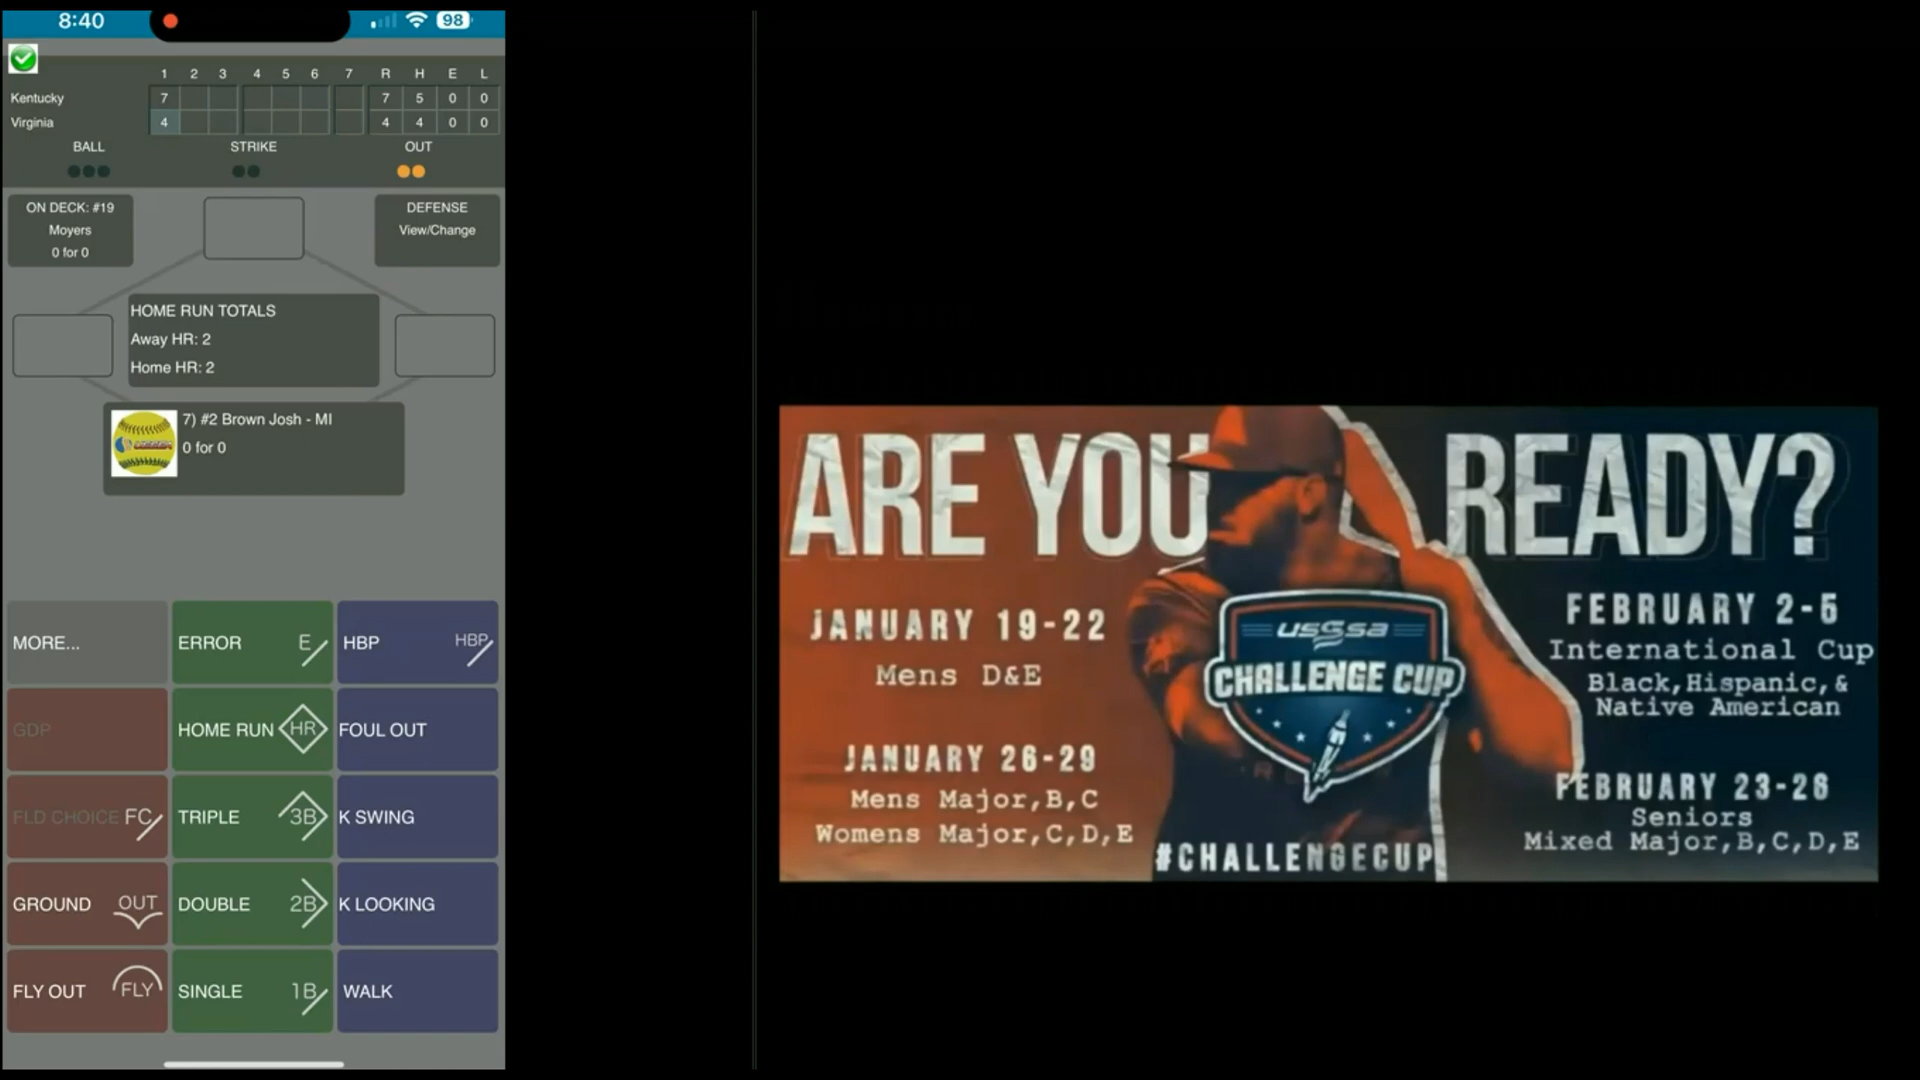 8:40
98
1 2 3 4 5 6 7 R H E L
Kentucky 7 7 5 0 0
Virginia 4 4 4 0 0
BALL STRIKE OUT
ON DECK: #19
Moyers
0 for 0
DEFENSE
View/Change
HOME RUN TOTALS
Away HR: 2
Home HR: 2
7) #2 Brown Josh - MI
0 for 0
MORE...
ERROR E
HBP HBP
GDP
HOME RUN HR
FOUL OUT
FLD CHOICE FC
TRIPLE 3B
K SWING
GROUND OUT
DOUBLE 2B
K LOOKING
FLY OUT FLY
SINGLE 1B
WALK
ARE YOU READY?
JANUARY 19-22
Mens D&E
JANUARY 26-29
Mens Major,B,C
Womens Major,C,D,E
usssa
CHALLENGE CUP
#CHALLENGECUP
FEBRUARY 2-5
International Cup
Black,Hispanic,&
Native American
FEBRUARY 23-26
Seniors
Mixed Major,B,C,D,E